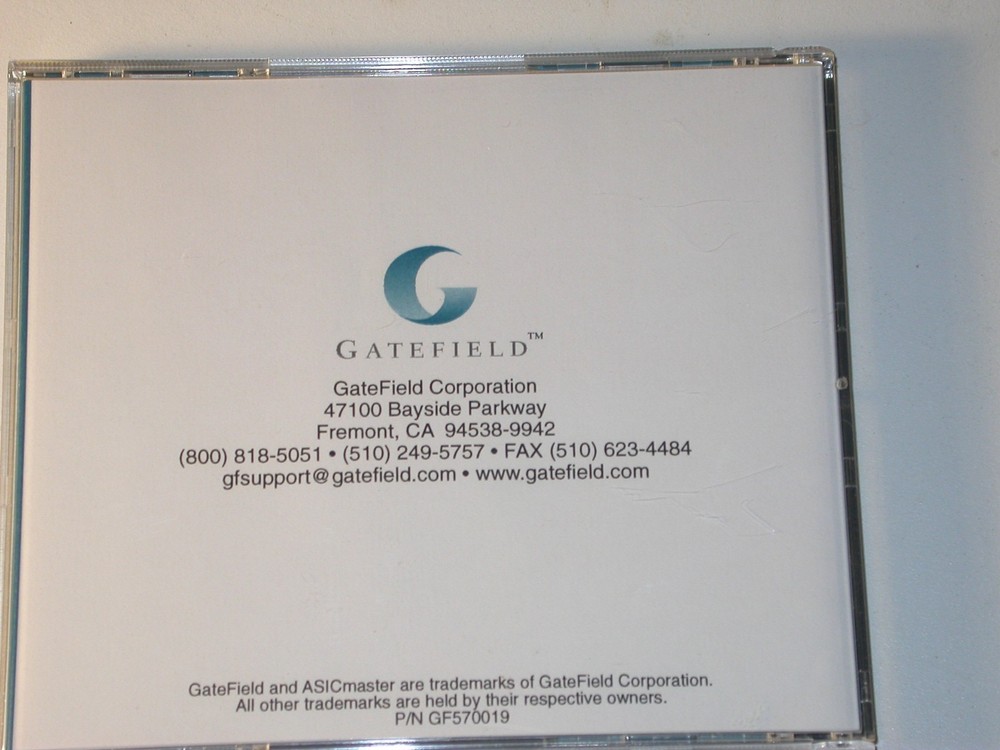 GATEFIELD™
GateField Corporation
47100 Bayside Parkway
Fremont, CA 94538-9942
(800) 818-5051 • (510) 249-5757 • FAX (510) 623-4484
gfsupport@gatefield.com • www.gatefield.com
GateField and ASICmaster are trademarks of GateField Corporation.
All other trademarks are held by their respective owners.
P/N GF570019